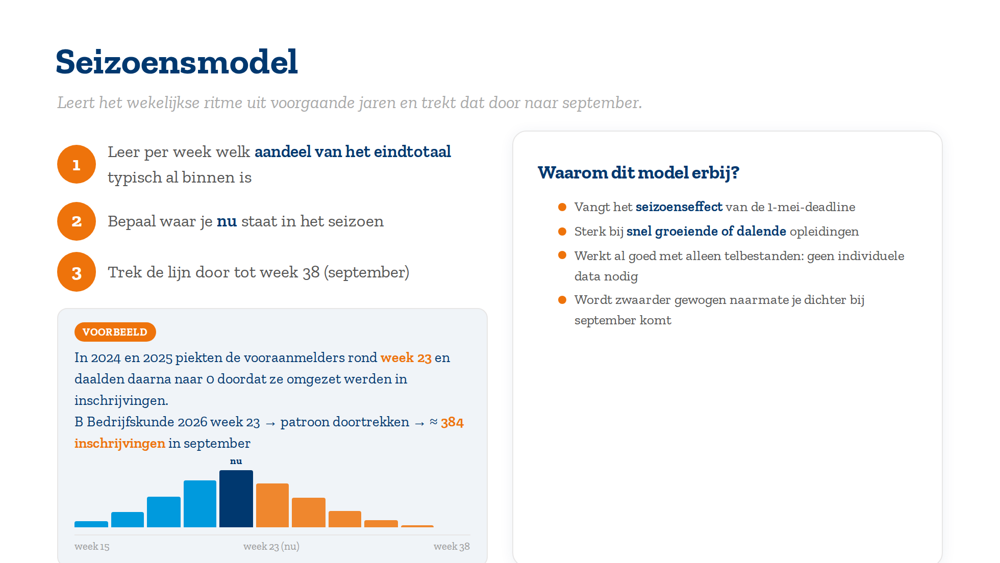 Seizoensmodel
Leert het wekelijkse ritme uit voorgaande jaren en trekt dat door naar september.
1
Leer per week welk aandeel van het eindtotaal
typisch al binnen is
2
Bepaal waar je nu staat in het seizoen
3
Trek de lijn door tot week 38 (september)
VOORBEELD
In 2024 en 2025 piekten de vooraanmelders rond week 23 en
daalden daarna naar 0 doordat ze omgezet werden in
inschrijvingen.
B Bedrijfskunde 2026 week 23 → patroon doortrekken → ≈ 384
inschrijvingen in september
nu
week 15
week 23 (nu)
week 38
Waarom dit model erbij?
Vangt het seizoenseffect van de 1-mei-deadline
Sterk bij snel groeiende of dalende opleidingen
Werkt al goed met alleen telbestanden: geen individuele
data nodig
Wordt zwaarder gewogen naarmate je dichter bij
september komt